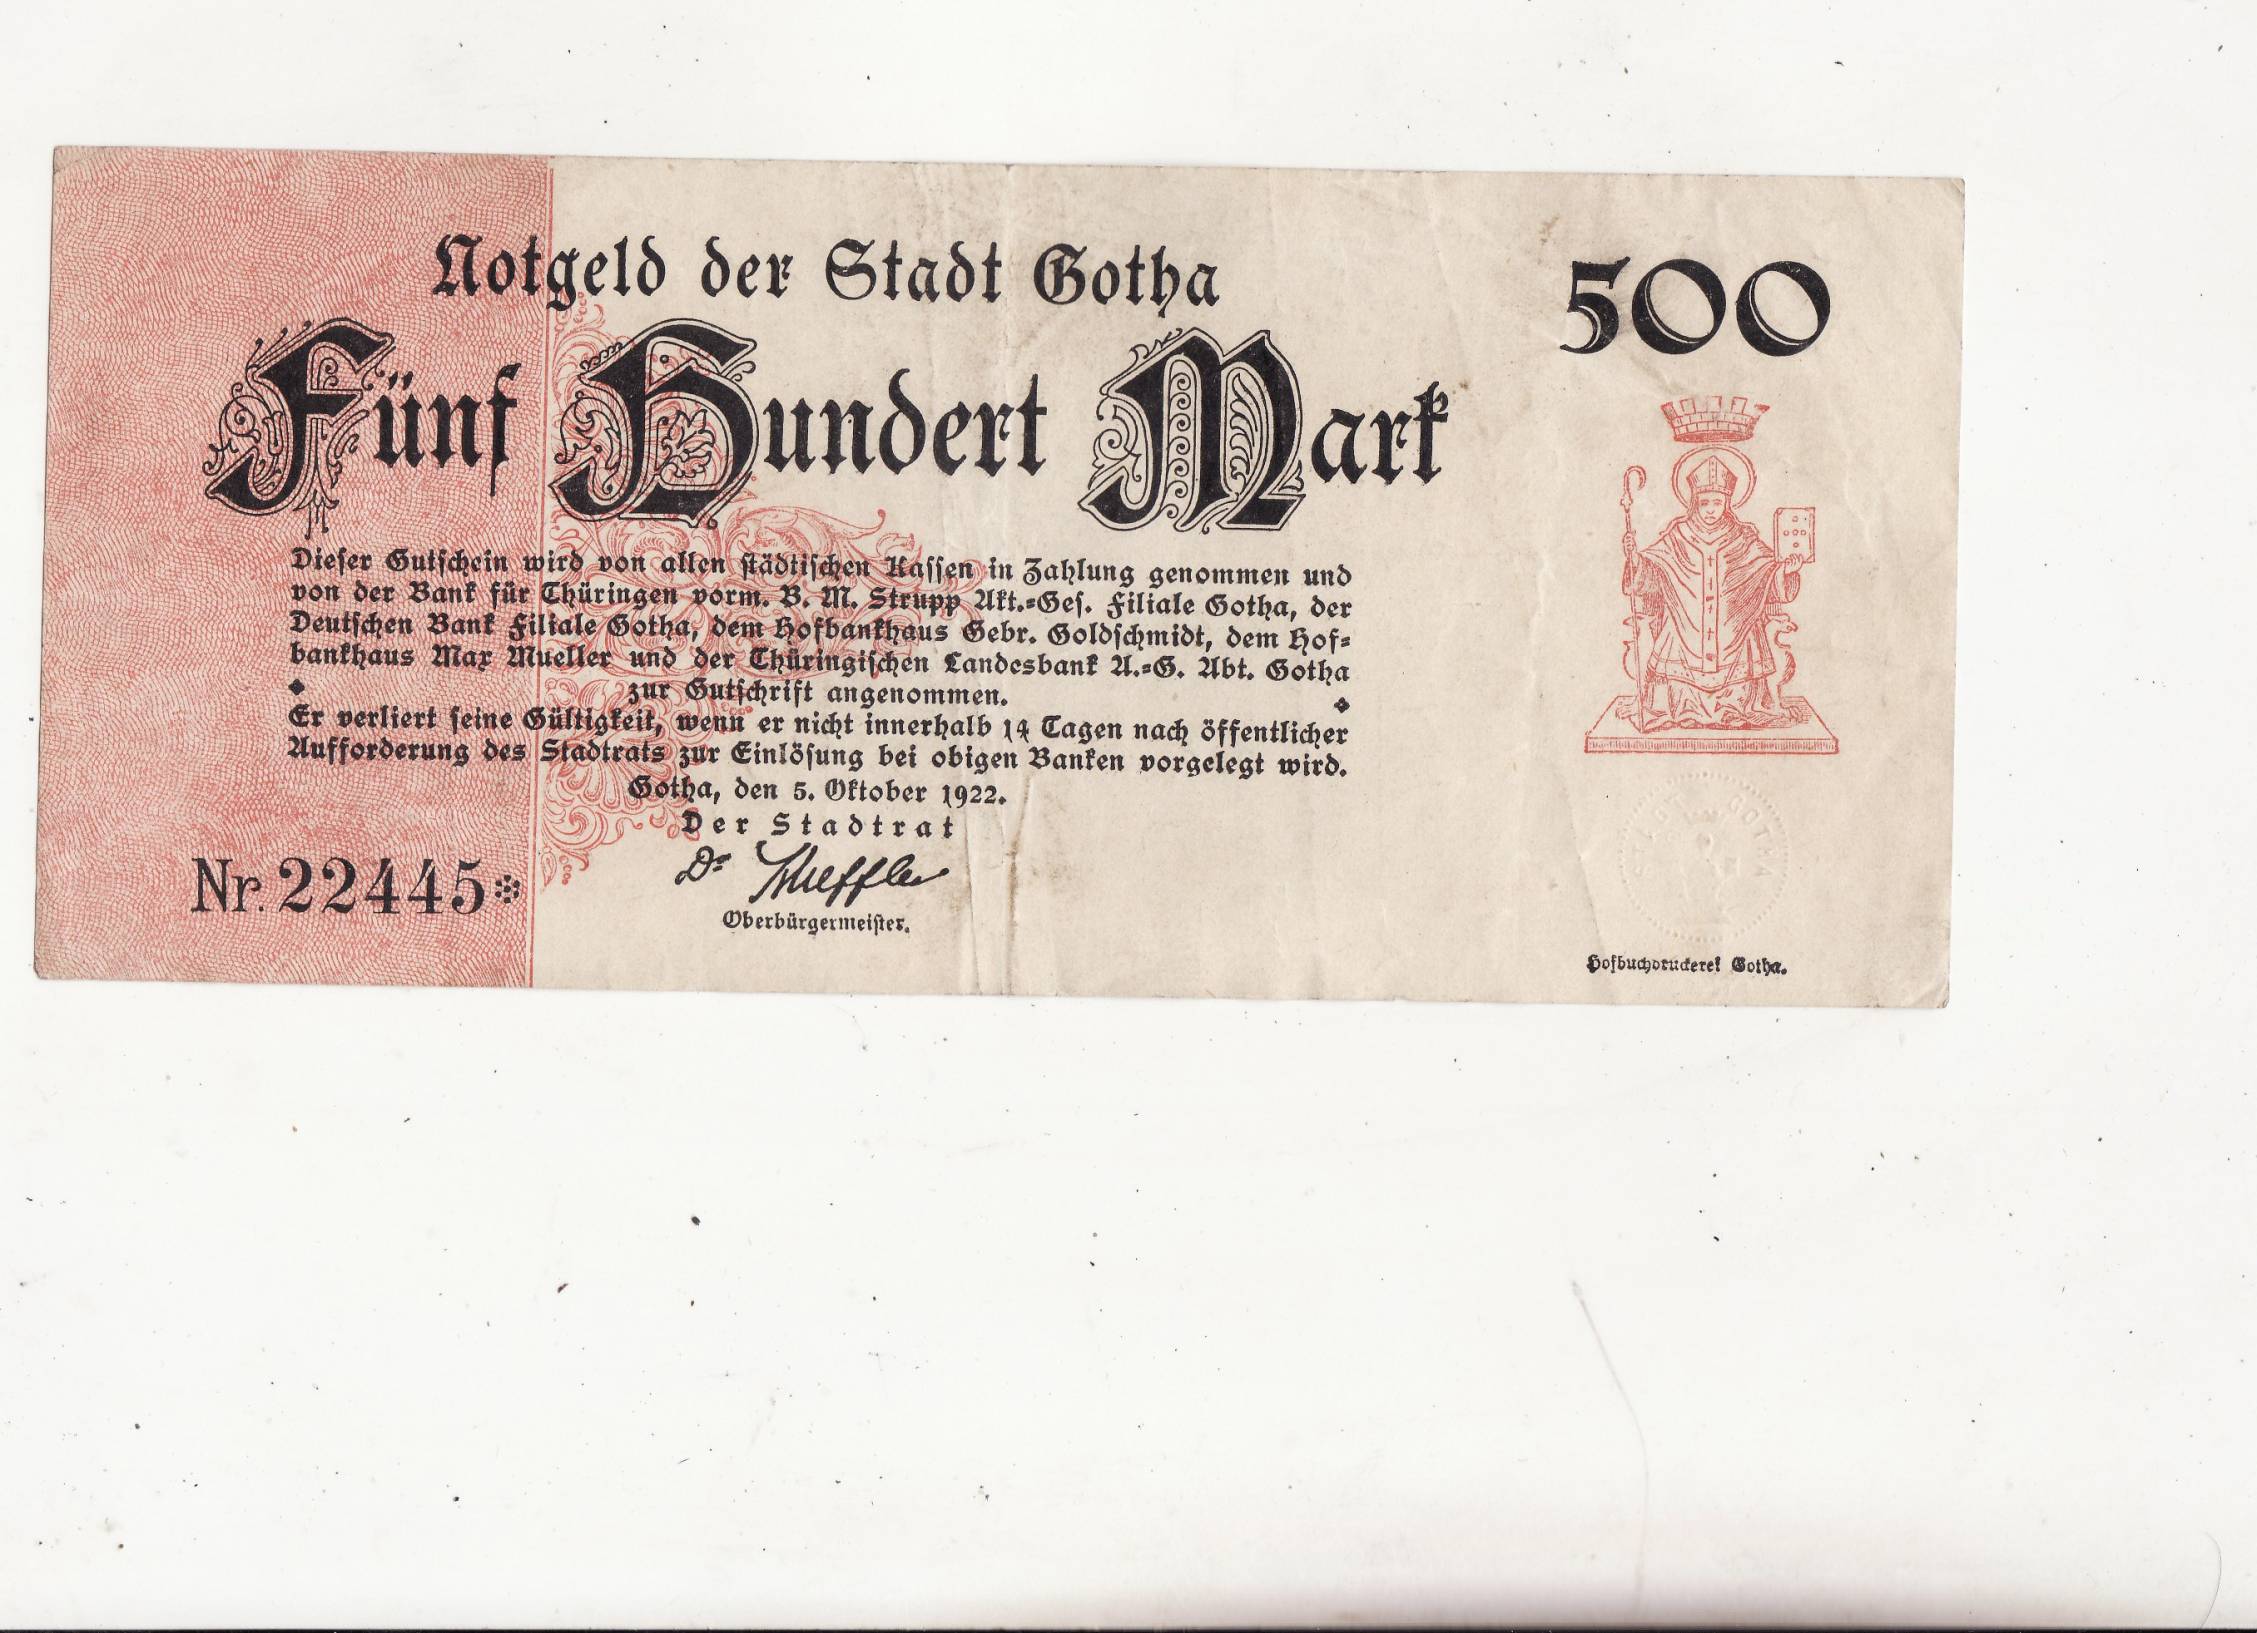 Notgeld der Stadt Gotha
500
Fünf Hundert Mark
Dieser Gutschein wird von allen städtischen Kassen in Zahlung genommen und
von der Bank für Thüringen vorm. B. M. Strupp Akt.=Ges. Filiale Gotha, der
Deutschen Bank Filiale Gotha, dem Hofbankhaus Gebr. Goldschmidt, dem Hof=
bankhaus Max Mueller und der Thüringischen Landesbank A.=G. Abt. Gotha
zur Gutschrift angenommen.
Er verliert seine Gültigkeit, wenn er nicht innerhalb 14 Tagen nach öffentlicher
Aufforderung des Stadtrats zur Einlösung bei obigen Banken vorgelegt wird.
Gotha, den 5. Oktober 1922.
Der Stadtrat
Dr
Oberbürgermeister.
Nr. 22445*
STADT GOTHA
Hofbuchdruckerei Gotha.